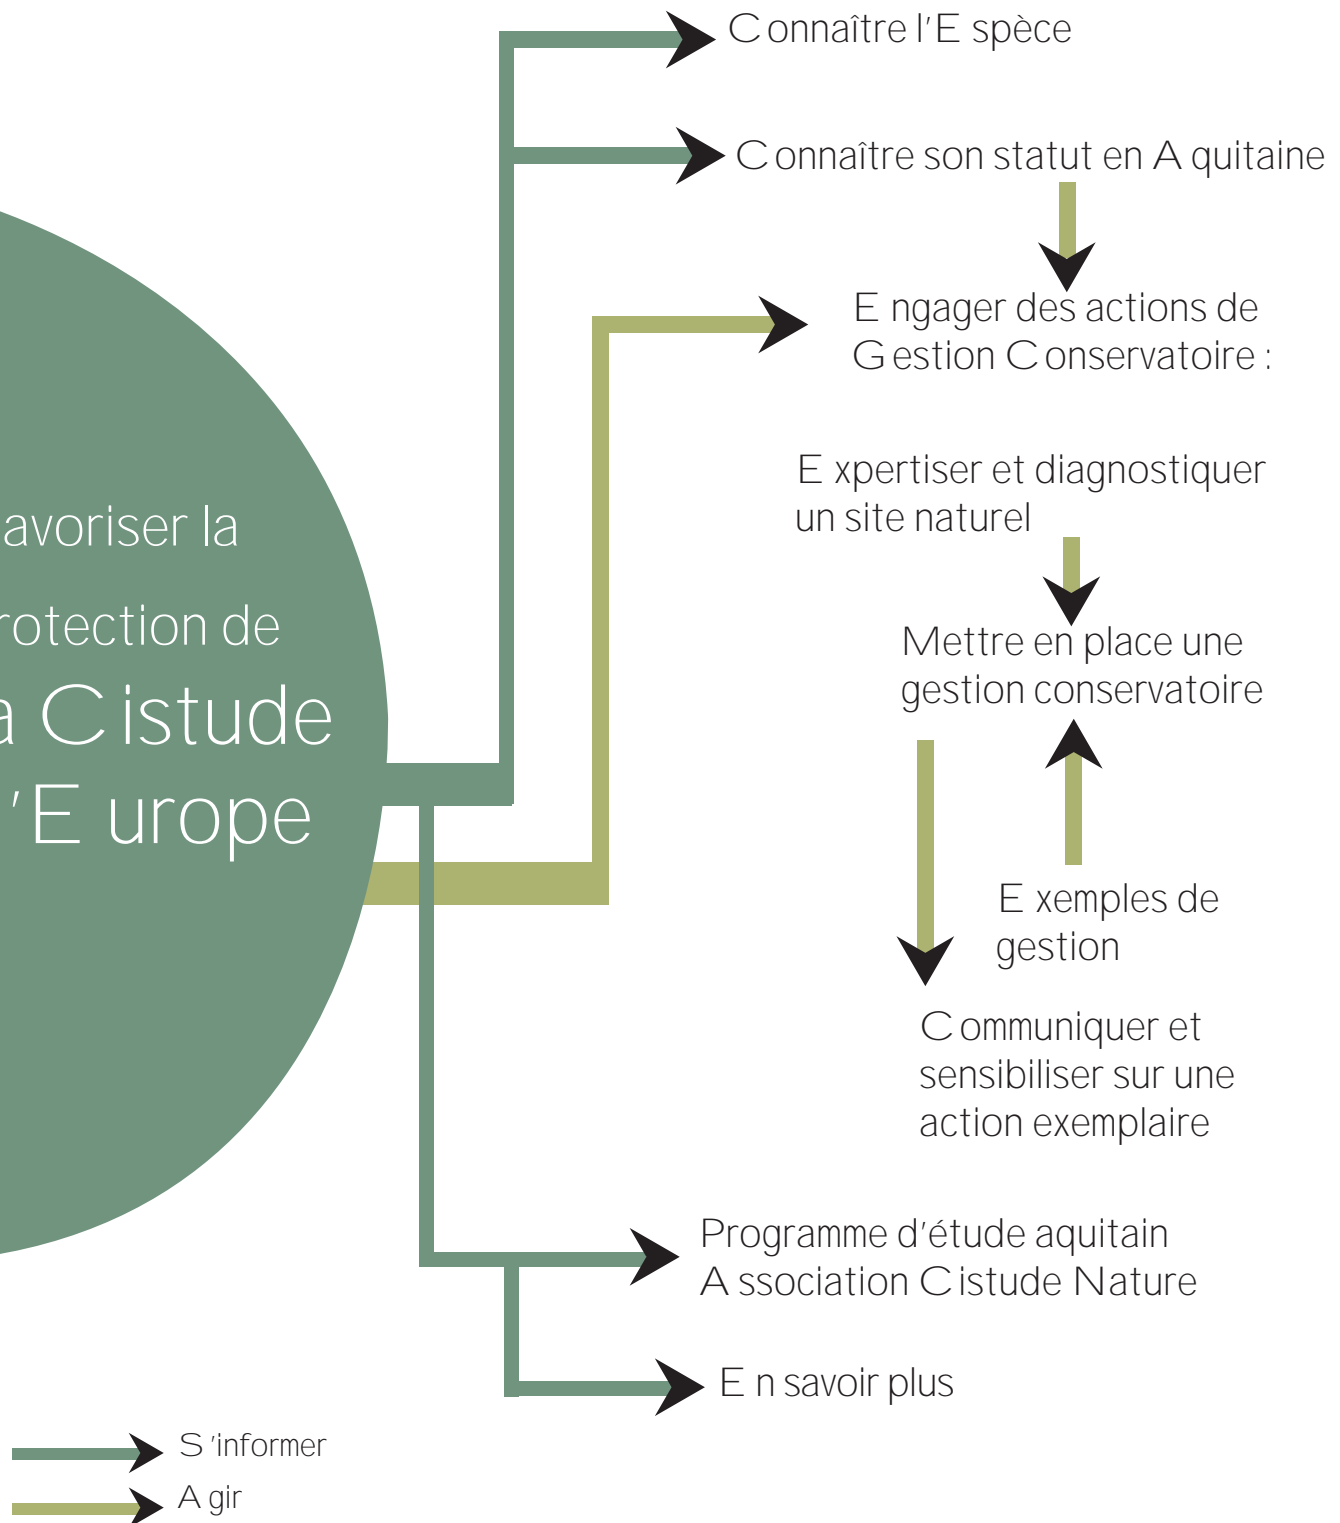 Connaître l'Espèce
Connaître son statut en Aquitaine
Engager des actions de
Gestion Conservatoire :
Expertiser et diagnostiquer
un site naturel
Mettre en place une
gestion conservatoire
Exemples de
gestion
Communiquer et
sensibiliser sur une
action exemplaire
avoriser la
rotection de
a Cistude
'Europe
Programme d'étude aquitain
Association Cistude Nature
En savoir plus
S'informer
Agir